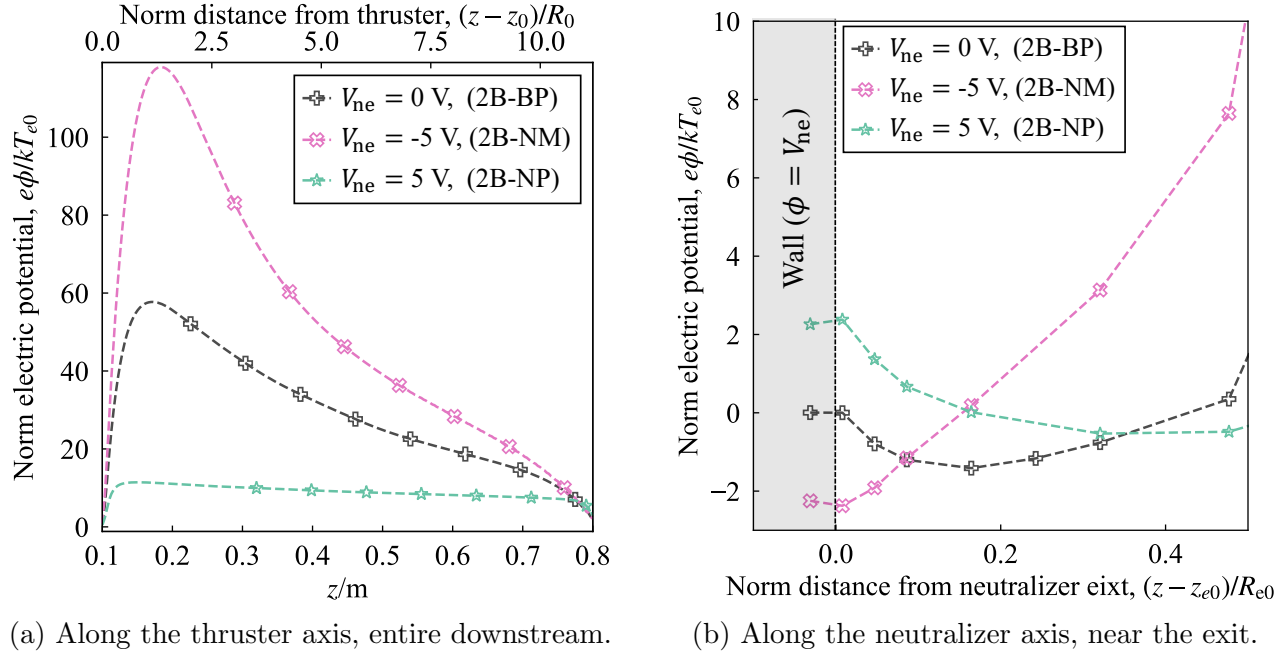 Norm distance from thruster, (z − z0)/R0
0.0 2.5 5.0 7.5 10.0
Norm electric potential, eϕ/kTe0
100
80
60
40
20
0
Vne = 0 V, (2B-BP)
Vne = -5 V, (2B-NM)
Vne = 5 V, (2B-NP)
0.1 0.2 0.3 0.4 0.5 0.6 0.7 0.8
z/m
(a) Along the thruster axis, entire downstream.
Norm electric potential, eϕ/kTe0
10
8
6
4
2
0
−2
Wall (ϕ = Vne)
Vne = 0 V, (2B-BP)
Vne = -5 V, (2B-NM)
Vne = 5 V, (2B-NP)
0.0 0.2 0.4
Norm distance from neutralizer eixt, (z − ze0)/Re0
(b) Along the neutralizer axis, near the exit.